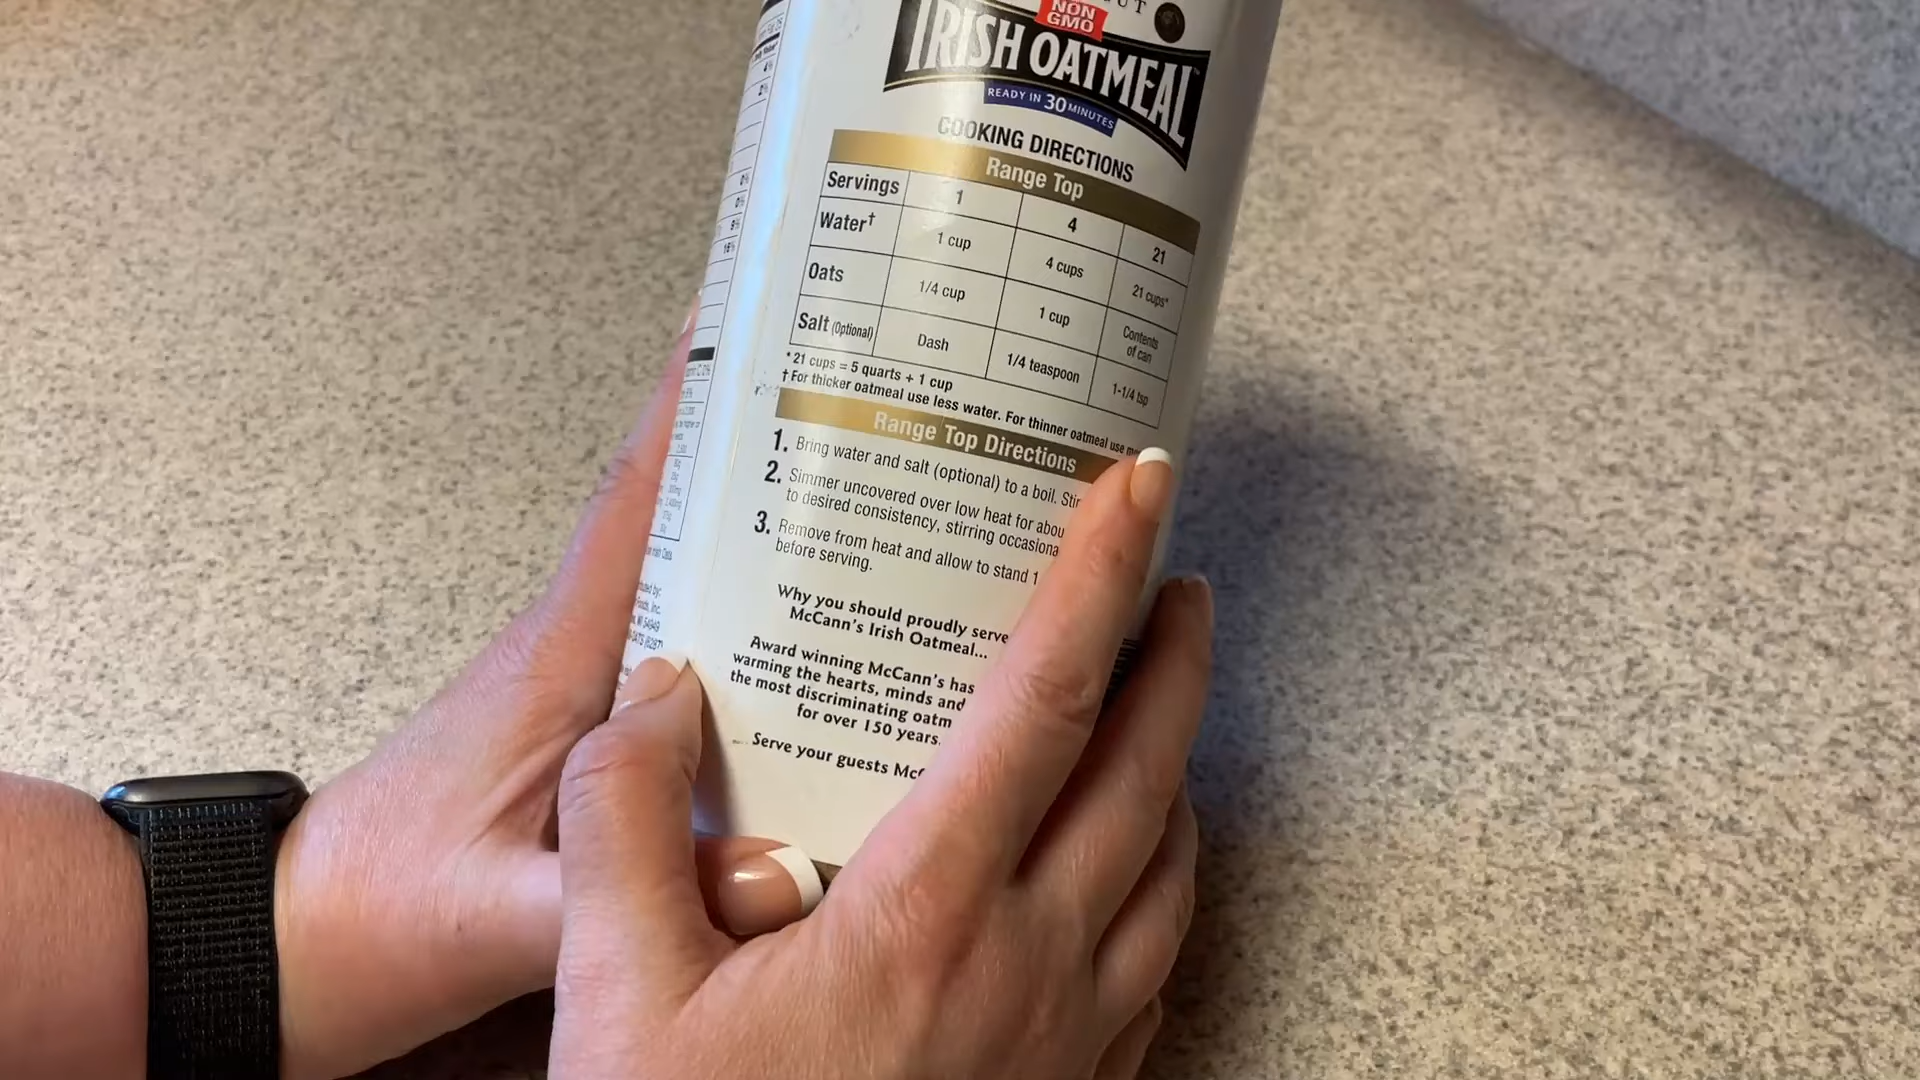 NON
GMO
IRISH OATMEAL
READY IN 30 MINUTES
COOKING DIRECTIONS
Range Top
Servings 1 4 21
Water† 1 cup 4 cups 21 cups*
Oats 1/4 cup 1 cup Contents of can
Salt (Optional) Dash 1/4 teaspoon 1-1/4 tsp
* 21 cups = 5 quarts + 1 cup
† For thicker oatmeal use less water. For thinner oatmeal use
Range Top Directions
1. Bring water and salt (optional) to a boil.
2. Simmer uncovered over low heat for
to desired consistency, stirring
3. Remove from heat and allow to stand 1
before serving.
Why you should proudly serve
McCann's Irish Oatmeal...
Award winning McCann's has
warming the hearts, minds and
the most discriminating
for over 150 years.
Serve your guests